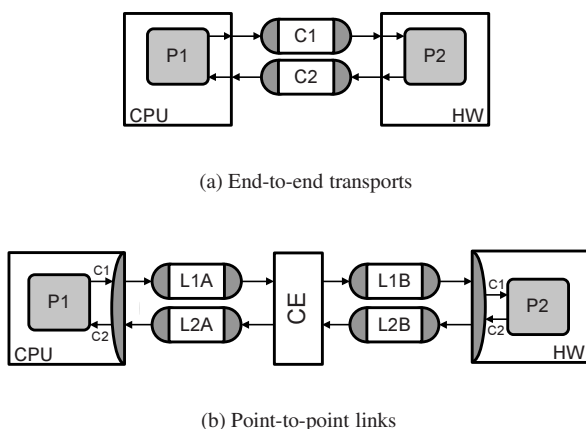 C1
P1
P2
C2
CPU
HW
(a) End-to-end transports
L1A
L1B
C1
C1
P1
CE
P2
C2
L2A
L2B
C2
CPU
HW
(b) Point-to-point links